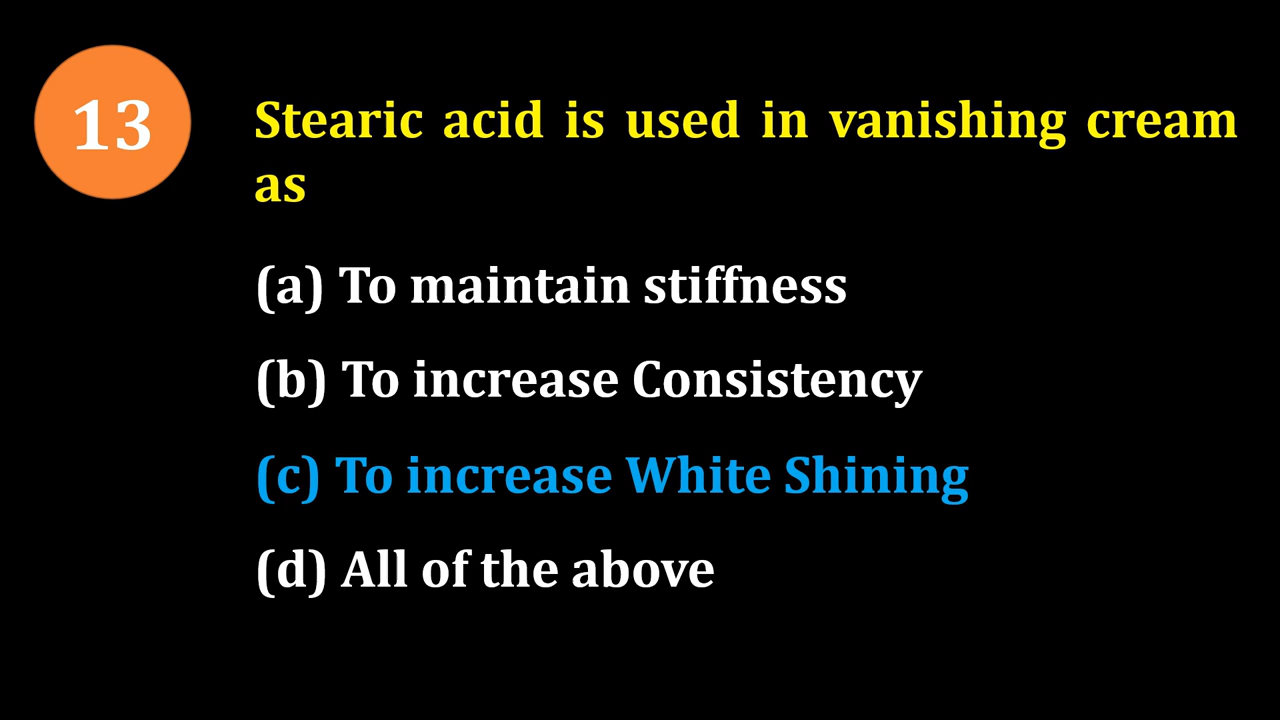 13
Stearic acid is used in vanishing cream
as
(a) To maintain stiffness
(b) To increase Consistency
(c) To increase White Shining
(d) All of the above